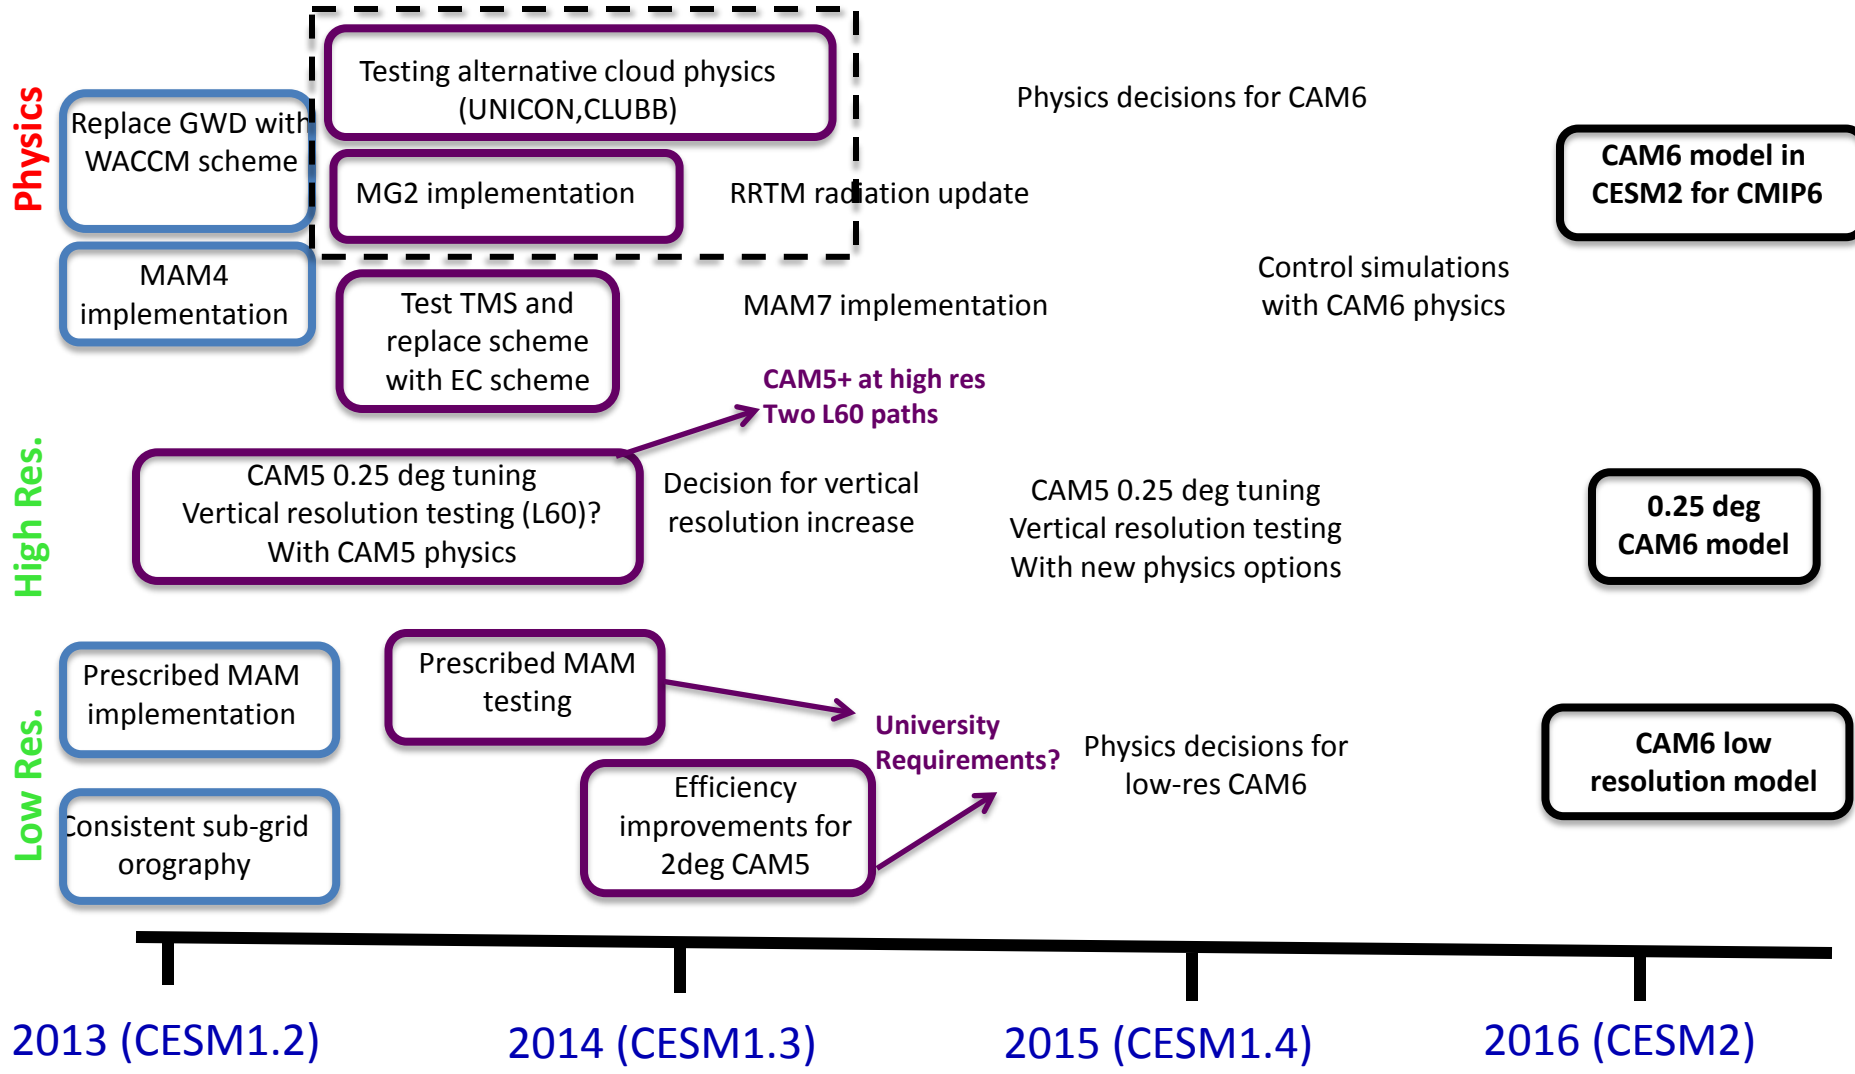 Physics
Replace GWD with
WACCM scheme
MAM4
implementation
Testing alternative cloud physics
(UNICON,CLUBB)
MG2 implementation
RRTM radiation update
Test TMS and
replace scheme
with EC scheme
MAM7 implementation
Physics decisions for CAM6
Control simulations
with CAM6 physics
CAM6 model in
CESM2 for CMIP6
High Res.
CAM5 0.25 deg tuning
Vertical resolution testing (L60)?
With CAM5 physics
CAM5+ at high res
Two L60 paths
Decision for vertical
resolution increase
CAM5 0.25 deg tuning
Vertical resolution testing
With new physics options
0.25 deg
CAM6 model
Low Res.
Prescribed MAM
implementation
Consistent sub-grid
orography
Prescribed MAM
testing
Efficiency
improvements for
2deg CAM5
University
Requirements?
Physics decisions for
low-res CAM6
CAM6 low
resolution model
2013 (CESM1.2)
2014 (CESM1.3)
2015 (CESM1.4)
2016 (CESM2)